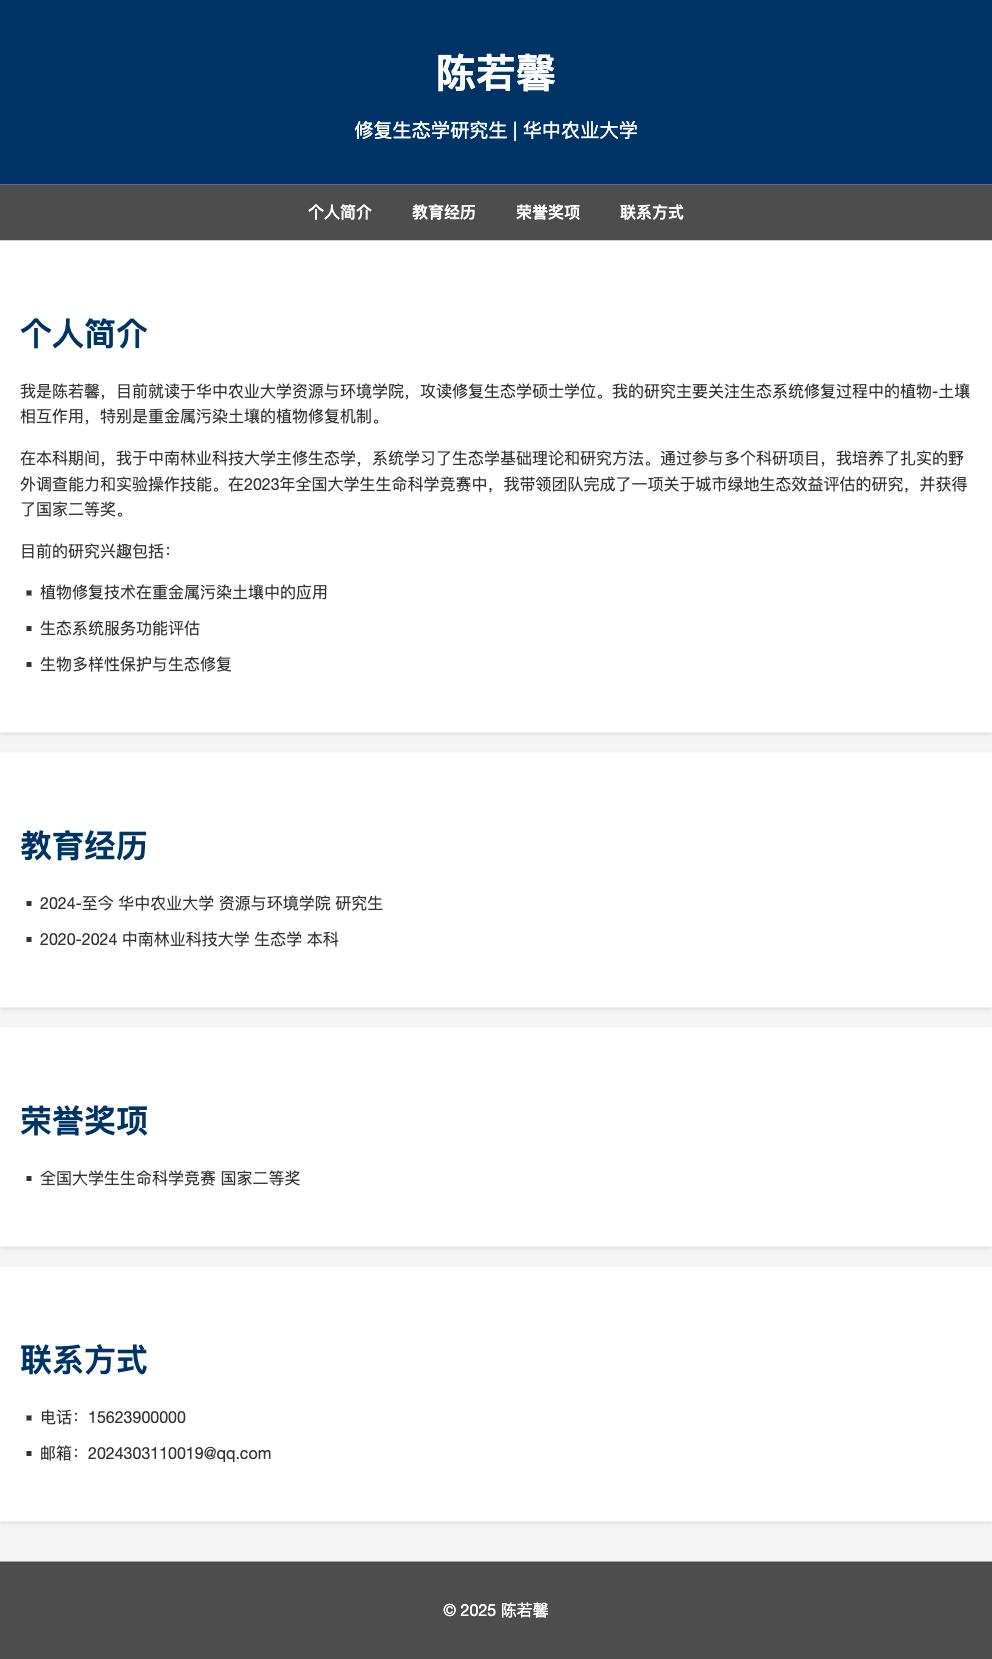 陈若馨
修复生态学研究生 | 华中农业大学
个人简介 教育经历 荣誉奖项 联系方式
个人简介
我是陈若馨，目前就读于华中农业大学资源与环境学院，攻读修复生态学硕士学位。我的研究主要关注生态系统修复过程中的植物-土壤
相互作用，特别是重金属污染土壤的植物修复机制。
在本科期间，我于中南林业科技大学主修生态学，系统学习了生态学基础理论和研究方法。通过参与多个科研项目，我培养了扎实的野
外调查能力和实验操作技能。在2023年全国大学生生命科学竞赛中，我带领团队完成了一项关于城市绿地生态效益评估的研究，并获得
了国家二等奖。
目前的研究兴趣包括：
▪ 植物修复技术在重金属污染土壤中的应用
▪ 生态系统服务功能评估
▪ 生物多样性保护与生态修复
教育经历
▪ 2024-至今 华中农业大学 资源与环境学院 研究生
▪ 2020-2024 中南林业科技大学 生态学 本科
荣誉奖项
▪ 全国大学生生命科学竞赛 国家二等奖
联系方式
▪ 电话：15623900000
▪ 邮箱：2024303110019@qq.com
© 2025 陈若馨